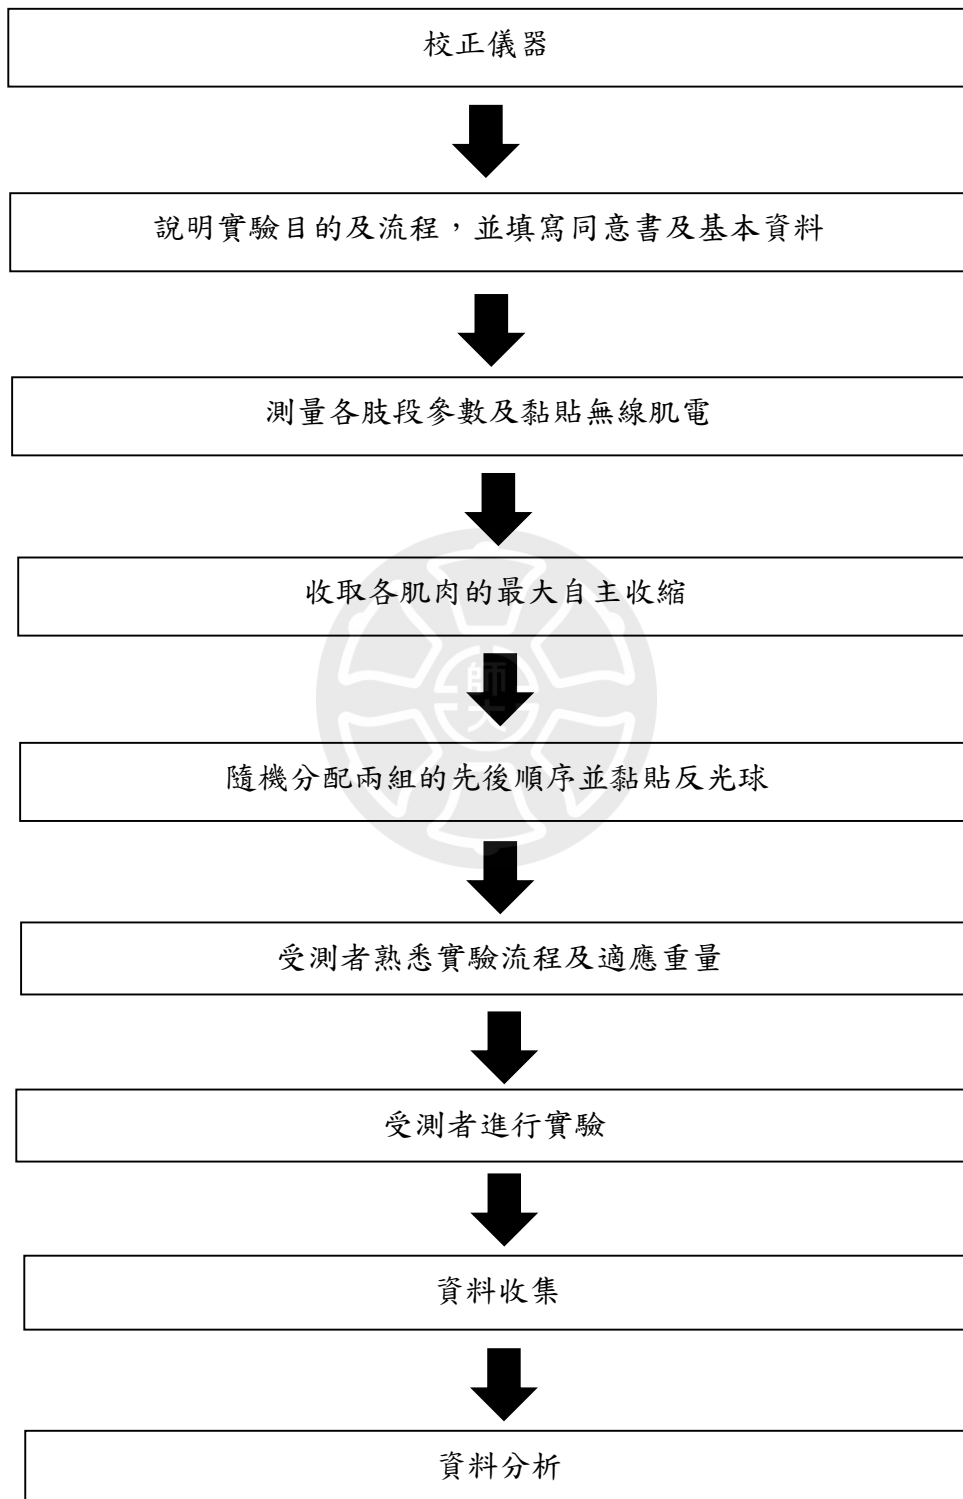 校正儀器
說明實驗目的及流程，並填寫同意書及基本資料
測量各肢段參數及黏貼無線肌電
收取各肌肉的最大自主收縮
師大
隨機分配兩組的先後順序並黏貼反光球
受測者熟悉實驗流程及適應重量
受測者進行實驗
資料收集
資料分析